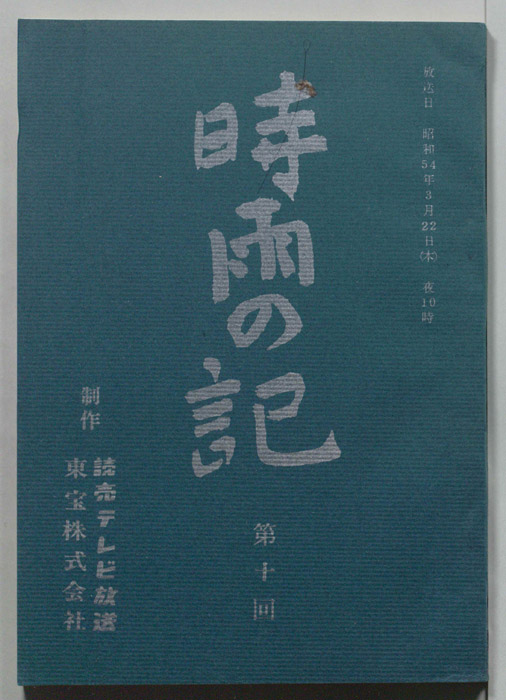 放送日　昭和54年3月22日(木)　夜10時
時雨の記
第十回
制作
読売テレビ放送
東宝株式会社